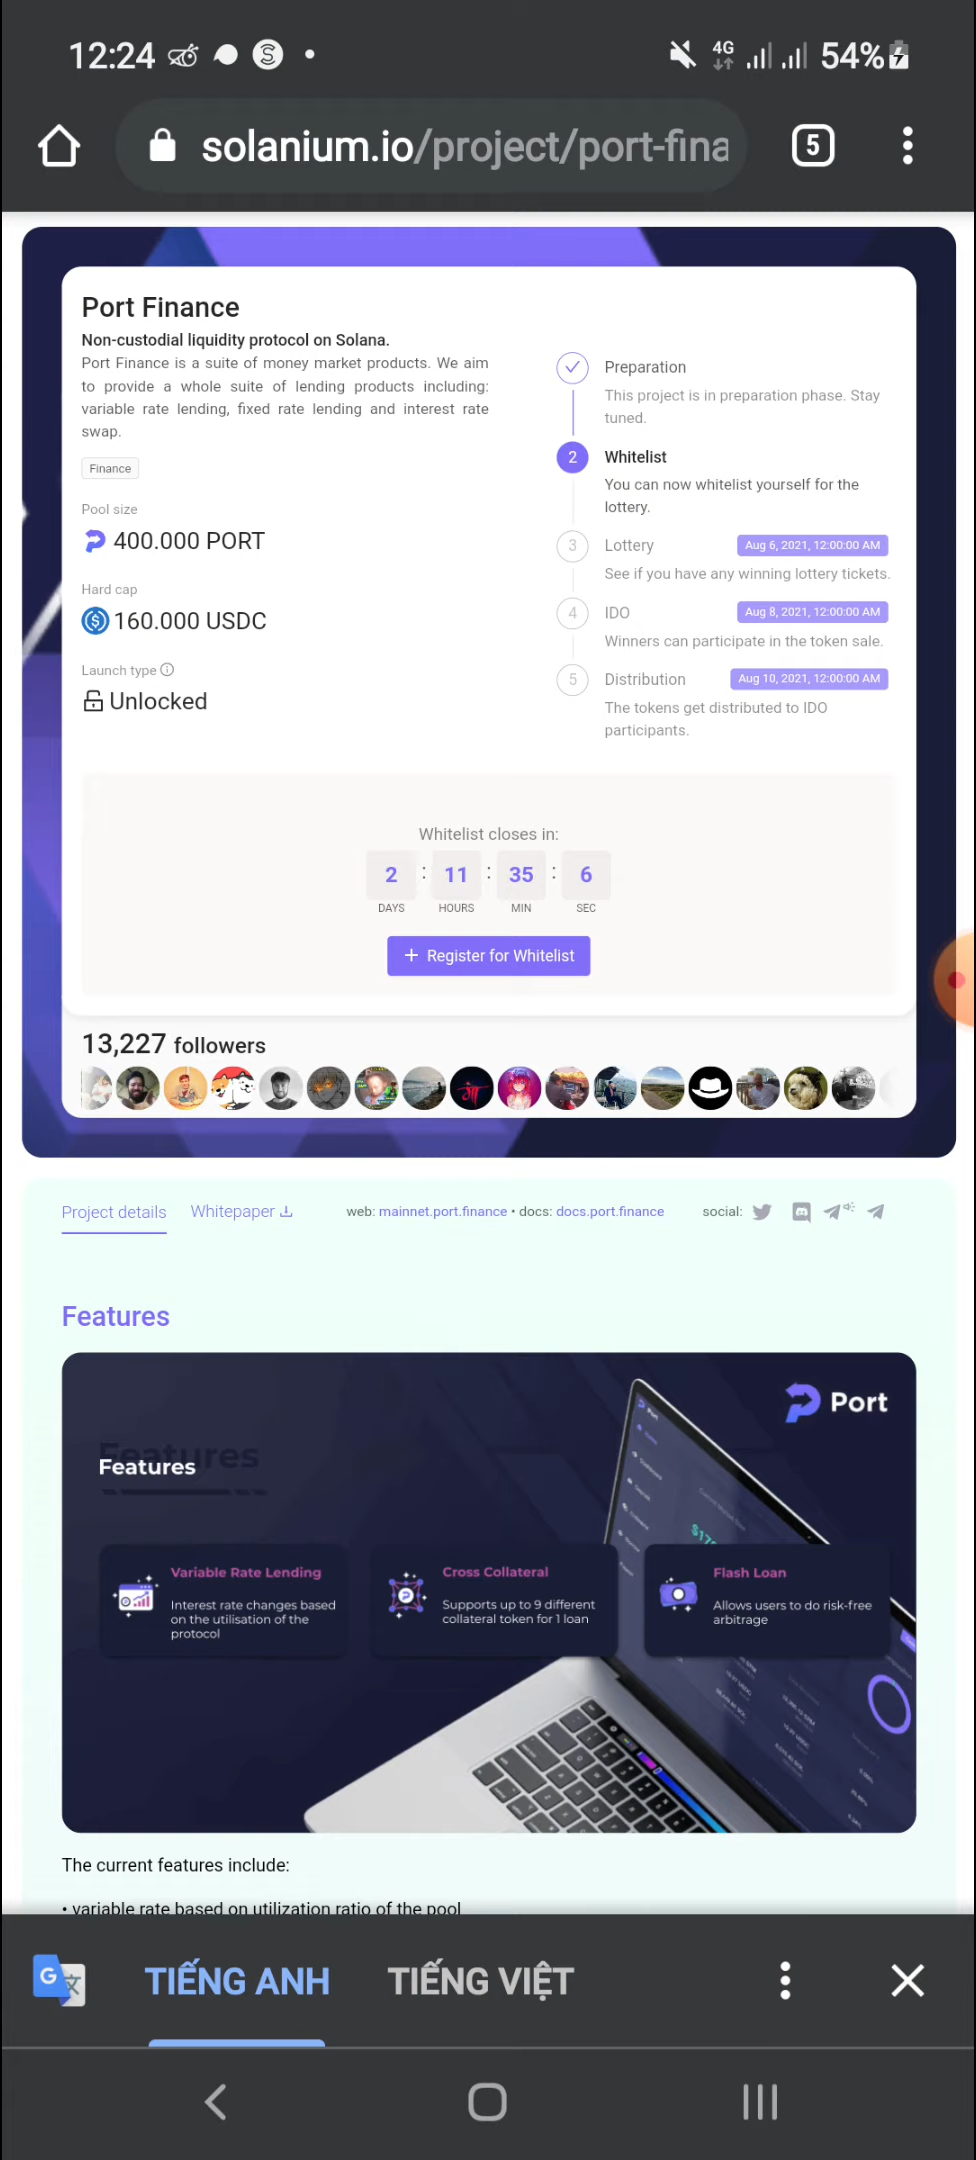 12:24
4G
54%
solanium.io/project/port-fina
5
Port Finance
Non-custodial liquidity protocol on Solana.
Port Finance is a suite of money market products. We aim
to provide a whole suite of lending products including:
variable rate lending, fixed rate lending and interest rate
swap.
Finance
Pool size
400.000 PORT
Hard cap
160.000 USDC
Launch type
Unlocked
Preparation
This project is in preparation phase. Stay
tuned.
2
Whitelist
You can now whitelist yourself for the
lottery.
3
Lottery
Aug 6, 2021, 12:00:00 AM
See if you have any winning lottery tickets.
4
IDO
Aug 8, 2021, 12:00:00 AM
Winners can participate in the token sale.
5
Distribution
Aug 10, 2021, 12:00:00 AM
The tokens get distributed to IDO
participants.
Whitelist closes in:
2 : 11 : 35 : 6
DAYS HOURS MIN SEC
+ Register for Whitelist
13,227 followers
Project details
Whitepaper
web: mainnet.port.finance • docs: docs.port.finance
social:
Features
Port
Features
Features
Variable Rate Lending
Interest rate changes based
on the utilisation of the
protocol
Cross Collateral
Supports up to 9 different
collateral token for 1 loan
Flash Loan
Allows users to do risk-free
arbitrage
The current features include:
• variable rate based on utilization ratio of the pool
TIẾNG ANH
TIẾNG VIỆT